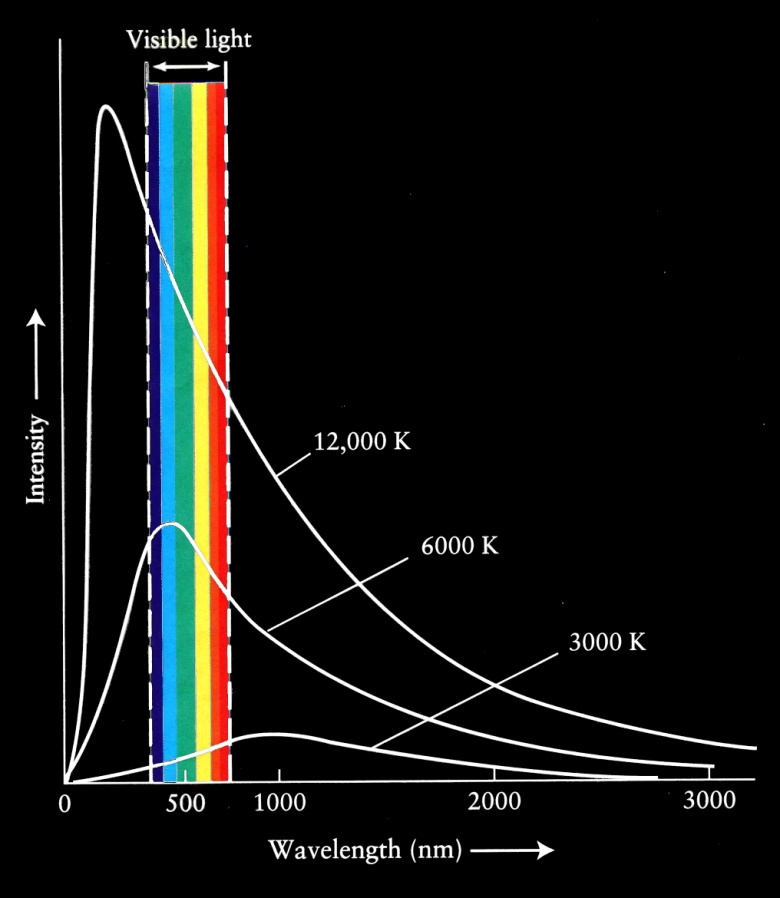 Visible light
Intensity
12,000 K
6000 K
3000 K
0 500 1000 2000 3000
Wavelength (nm)